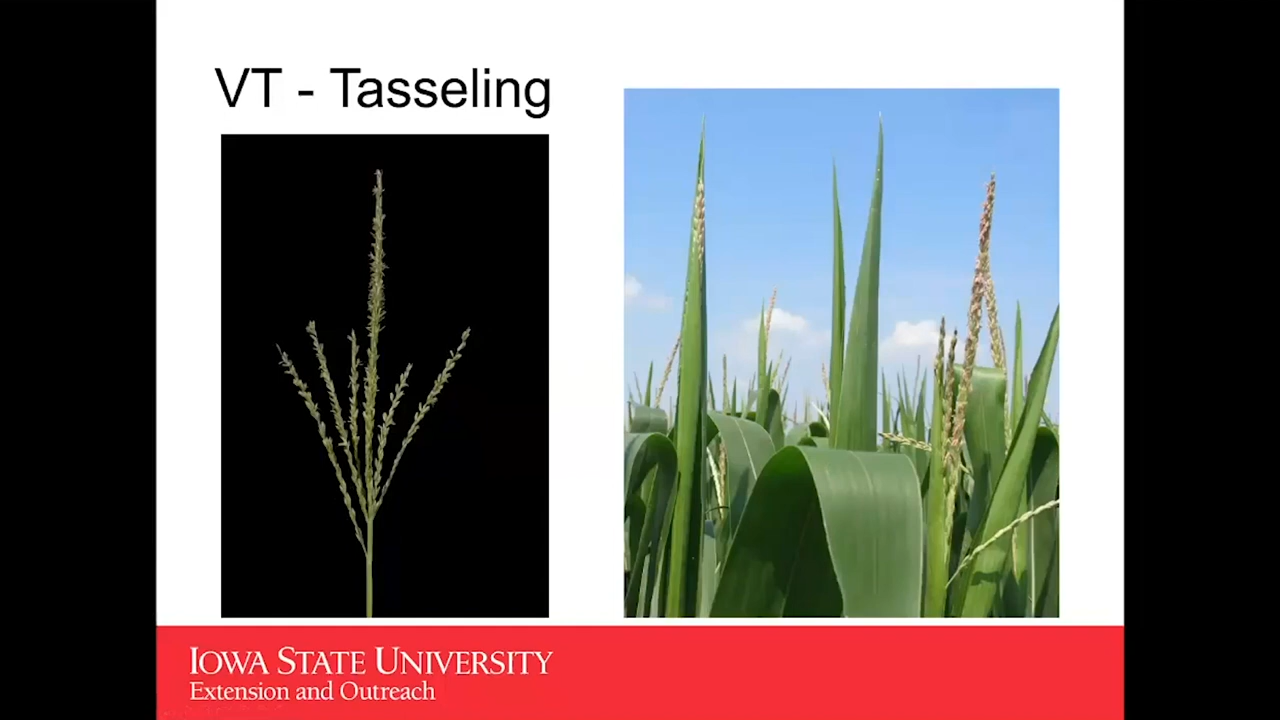 VT - Tasseling
IOWA STATE UNIVERSITY
Extension and Outreach